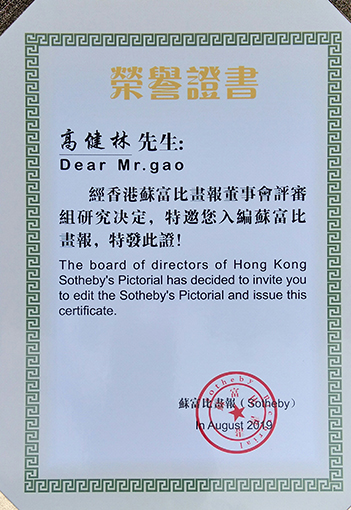 榮譽證書
高健林 先生:
Dear Mr.gao
經香港蘇富比畫報董事會評審
組研究决定，特邀您入編蘇富比
畫報，特發此證!
The board of directors of Hong Kong
Sotheby's Pictorial has decided to invite you
to edit the Sotheby's Pictorial and issue this
certificate.
蘇富比畫報（Sotheby）
In August 2019